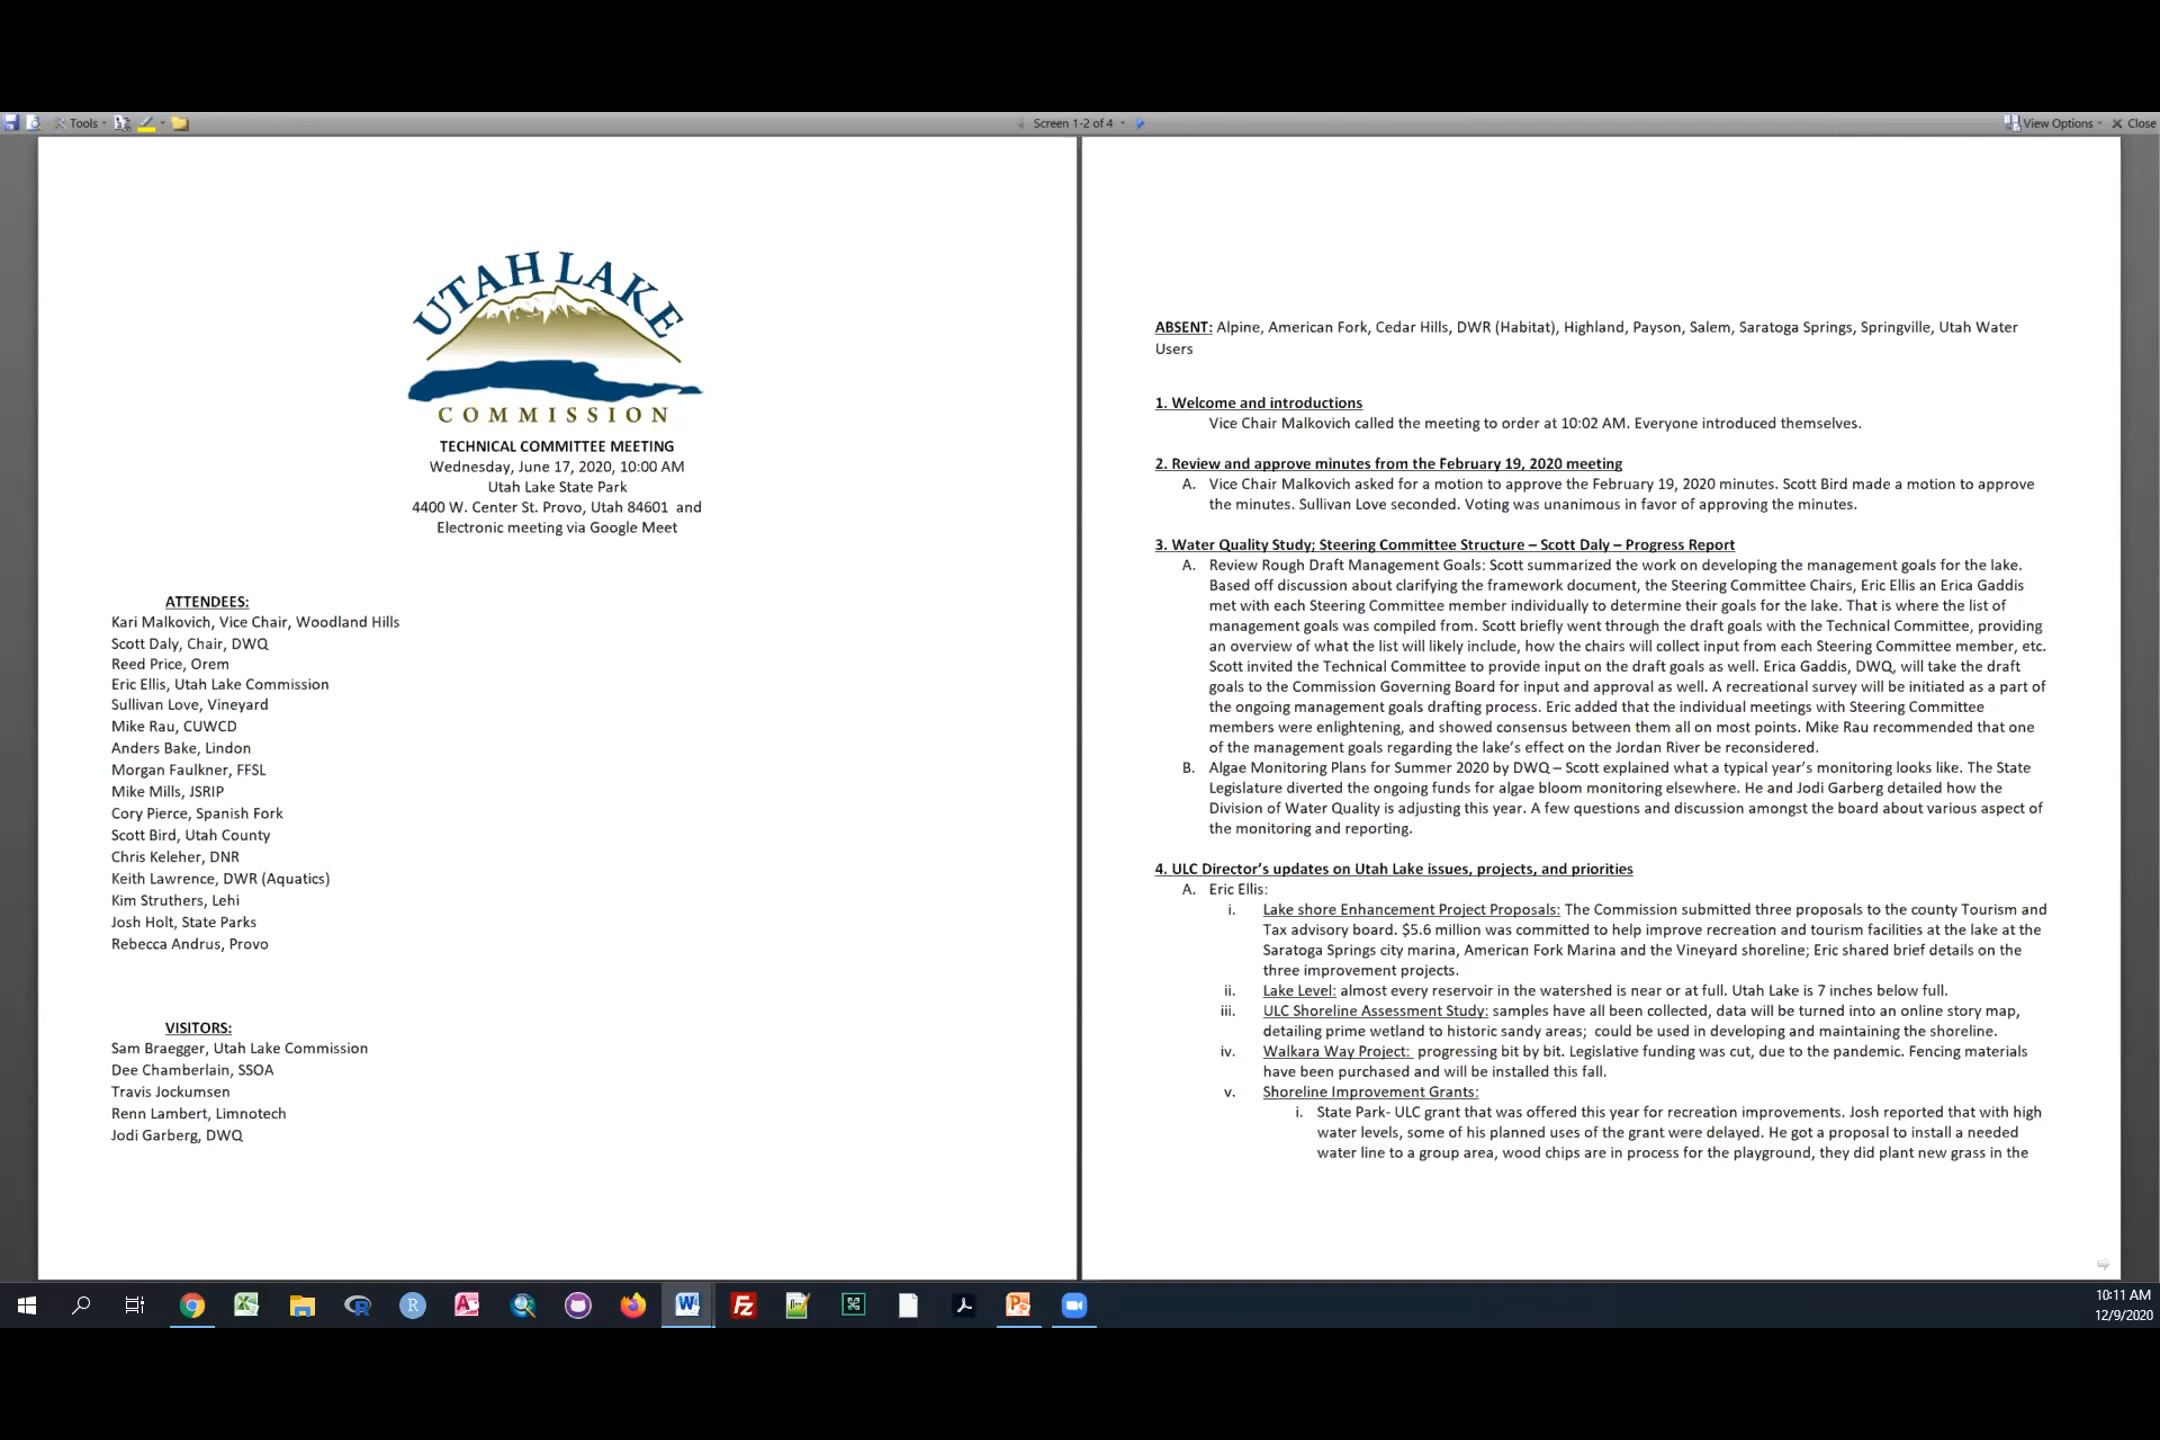 Tools
Screen 1-2 of 4
View Options
Close
UTAH LAKE
COMMISSION
TECHNICAL COMMITTEE MEETING
Wednesday, June 17, 2020, 10:00 AM
Utah Lake State Park
4400 W. Center St. Provo, Utah 84601  and
Electronic meeting via Google Meet
ATTENDEES:
Kari Malkovich, Vice Chair, Woodland Hills
Scott Daly, Chair, DWQ
Reed Price, Orem
Eric Ellis, Utah Lake Commission
Sullivan Love, Vineyard
Mike Rau, CUWCD
Anders Bake, Lindon
Morgan Faulkner, FFSL
Mike Mills, JSRIP
Cory Pierce, Spanish Fork
Scott Bird, Utah County
Chris Keleher, DNR
Keith Lawrence, DWR (Aquatics)
Kim Struthers, Lehi
Josh Holt, State Parks
Rebecca Andrus, Provo
VISITORS:
Sam Braegger, Utah Lake Commission
Dee Chamberlain, SSOA
Travis Jockumsen
Renn Lambert, Limnotech
Jodi Garberg, DWQ
ABSENT: Alpine, American Fork, Cedar Hills, DWR (Habitat), Highland, Payson, Salem, Saratoga Springs, Springville, Utah Water
Users
1. Welcome and introductions
Vice Chair Malkovich called the meeting to order at 10:02 AM. Everyone introduced themselves.
2. Review and approve minutes from the February 19, 2020 meeting
A. Vice Chair Malkovich asked for a motion to approve the February 19, 2020 minutes. Scott Bird made a motion to approve
the minutes. Sullivan Love seconded. Voting was unanimous in favor of approving the minutes.
3. Water Quality Study; Steering Committee Structure – Scott Daly – Progress Report
A. Review Rough Draft Management Goals: Scott summarized the work on developing the management goals for the lake.
Based off discussion about clarifying the framework document, the Steering Committee Chairs, Eric Ellis an Erica Gaddis
met with each Steering Committee member individually to determine their goals for the lake. That is where the list of
management goals was compiled from. Scott briefly went through the draft goals with the Technical Committee, providing
an overview of what the list will likely include, how the chairs will collect input from each Steering Committee member, etc.
Scott invited the Technical Committee to provide input on the draft goals as well. Erica Gaddis, DWQ, will take the draft
goals to the Commission Governing Board for input and approval as well. A recreational survey will be initiated as a part of
the ongoing management goals drafting process. Eric added that the individual meetings with Steering Committee
members were enlightening, and showed consensus between them all on most points. Mike Rau recommended that one
of the management goals regarding the lake's effect on the Jordan River be reconsidered.
B. Algae Monitoring Plans for Summer 2020 by DWQ – Scott explained what a typical year's monitoring looks like. The State
Legislature diverted the ongoing funds for algae bloom monitoring elsewhere. He and Jodi Garberg detailed how the
Division of Water Quality is adjusting this year. A few questions and discussion amongst the board about various aspect of
the monitoring and reporting.
4. ULC Director's updates on Utah Lake issues, projects, and priorities
A. Eric Ellis:
i. Lake shore Enhancement Project Proposals: The Commission submitted three proposals to the county Tourism and
Tax advisory board. $5.6 million was committed to help improve recreation and tourism facilities at the lake at the
Saratoga Springs city marina, American Fork Marina and the Vineyard shoreline; Eric shared brief details on the
three improvement projects.
ii. Lake Level: almost every reservoir in the watershed is near or at full. Utah Lake is 7 inches below full.
iii. ULC Shoreline Assessment Study: samples have all been collected, data will be turned into an online story map,
detailing prime wetland to historic sandy areas;  could be used in developing and maintaining the shoreline.
iv. Walkara Way Project:  progressing bit by bit. Legislative funding was cut, due to the pandemic. Fencing materials
have been purchased and will be installed this fall.
v. Shoreline Improvement Grants:
i. State Park- ULC grant that was offered this year for recreation improvements. Josh reported that with high
water levels, some of his planned uses of the grant were delayed. He got a proposal to install a needed
water line to a group area, wood chips are in process for the playground, they did plant new grass in the
10:11 AM
12/9/2020